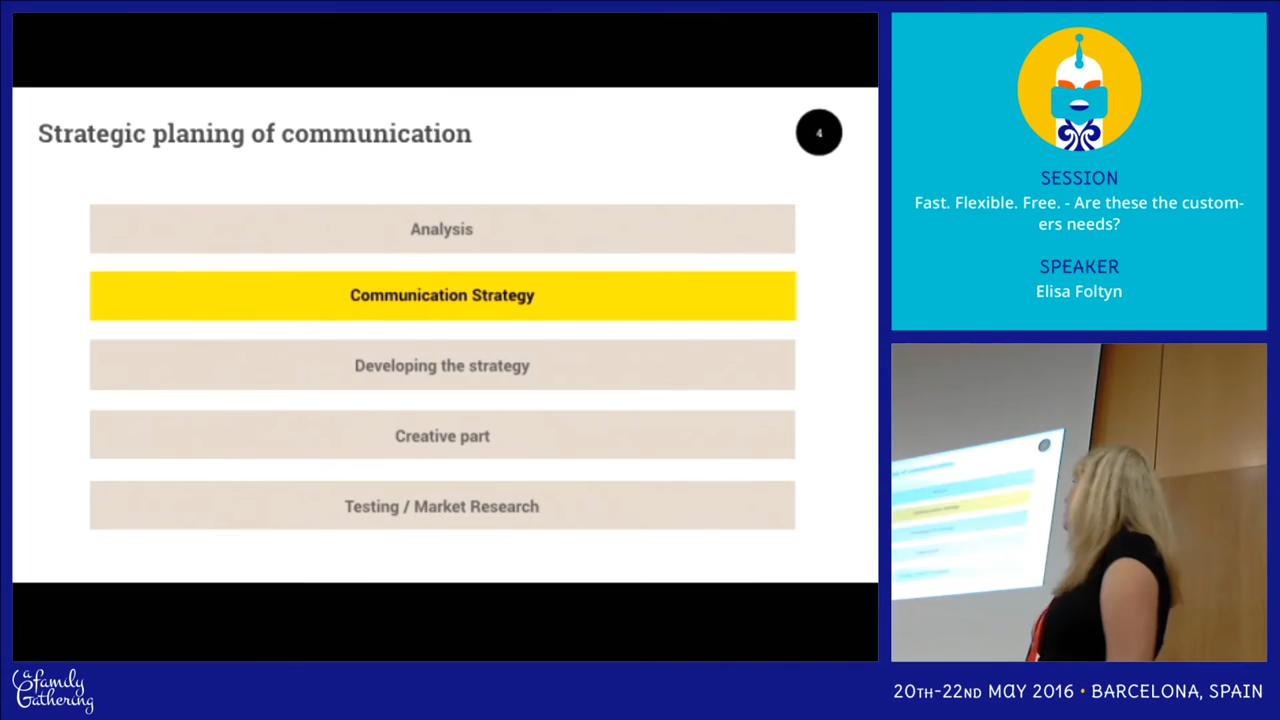 Strategic planing of communication
4
Analysis
Communication Strategy
Developing the strategy
Creative part
Testing / Market Research
SESSION
Fast. Flexible. Free. - Are these the custom-
ers needs?
SPEAKER
Elisa Foltyn
a family
Gathering
20TH-22ND MAY 2016 • BARCELONA, SPAIN